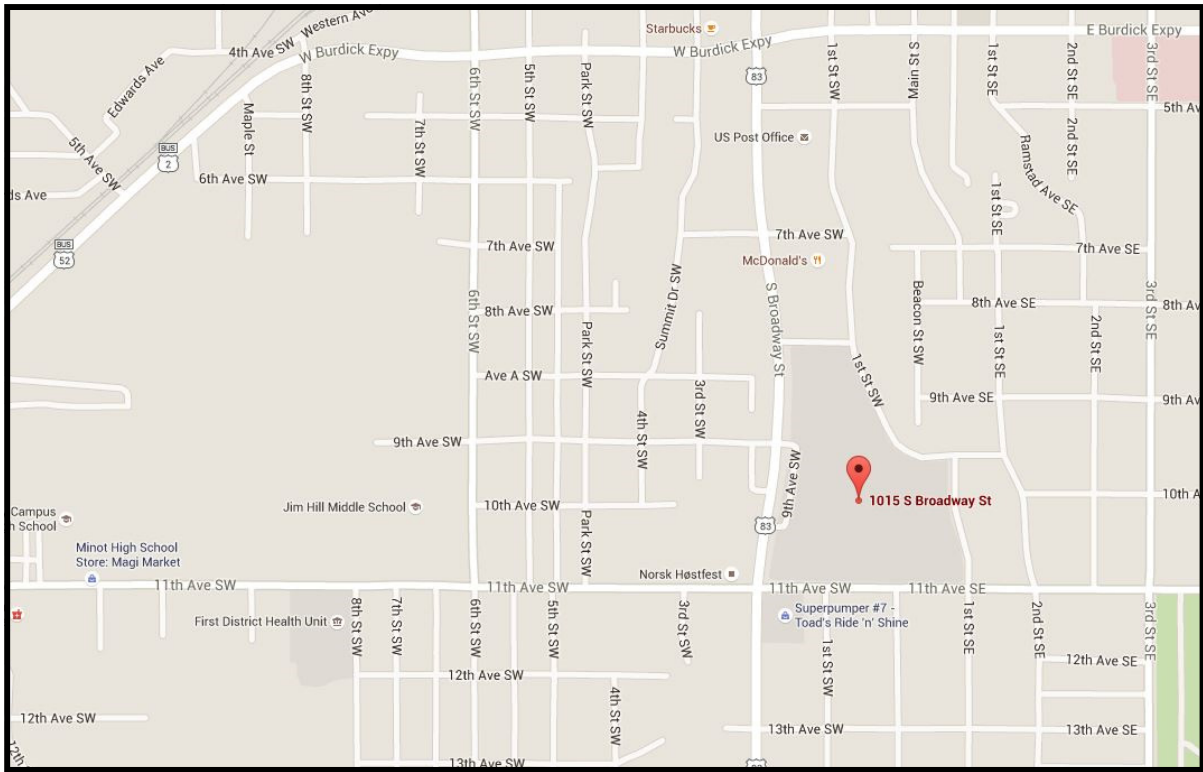 Western Ave
Starbucks
E Burdick Expy
4th Ave SW
W Burdick Expy
W Burdick Expy
Edwards Ave
8th St SW
6th St SW
5th St SW
Park St SW
83
1st St SW
S Main St
1st St SE
2nd St SE
3rd St SE
Maple St
7th St SW
5th Av
5th Ave SW
BUS
2
US Post Office
2nd St SE
Ramstad Ave SE
6th Ave SW
ds Ave
1st St SE
BUS
52
7th Ave SW
7th Ave SW
7th Ave SE
McDonald's
6th St SW
S Broadway St
Summit Dr SW
Beacon St SW
3rd St SE
8th Ave SW
8th Ave SE
8th Av
Park St SW
1st St SE
2nd St SE
Ave A SW
1st St SW
3rd St SW
9th Ave SE
9th Av
4th St SW
9th Ave SW
9th Ave SW
1015 S Broadway St
10th A
Jim Hill Middle School
10th Ave SW
Campus
h School
Park St SW
83
Minot High School
Store: Magi Market
Norsk Høstfest
11th Ave SW
11th Ave SW
11th Ave SW
11th Ave SE
First District Health Unit
8th St SW
7th St SW
6th St SW
5th St SW
3rd St SW
Superpumper #7 -
Toad's Ride 'n' Shine
1st St SW
1st St SE
2nd St SE
3rd St SE
12th Ave SW
12th Ave SE
4th St SW
12th Ave SW
13th Ave SW
13th Ave SE
12th
13th Ave SW